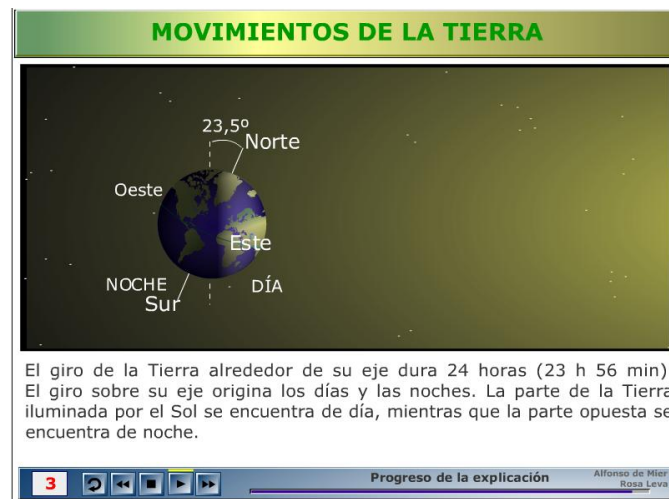 MOVIMIENTOS DE LA TIERRA
23,5º
Norte
Oeste
Este
NOCHE
DÍA
Sur
El giro de la Tierra alrededor de su eje dura 24 horas (23 h 56 min)
El giro sobre su eje origina los días y las noches. La parte de la Tierra
iluminada por el Sol se encuentra de día, mientras que la parte opuesta se
encuentra de noche.
3
Progreso de la explicación
Alfonso de Mier
Rosa Leva